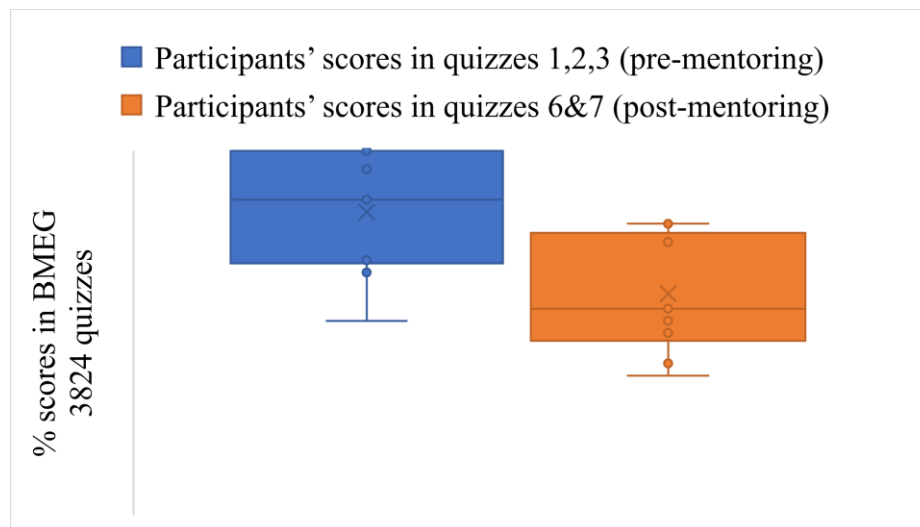 Participants’ scores in quizzes 1,2,3 (pre-mentoring)
Participants’ scores in quizzes 6&7 (post-mentoring)
% scores in BMEG
3824 quizzes